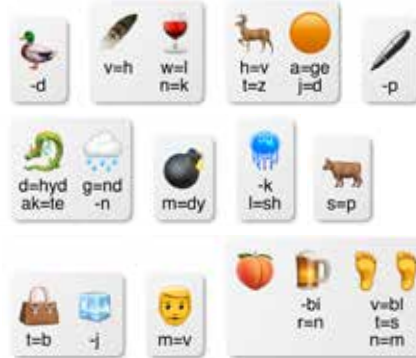 -d
v=h
w=l
n=k
h=v
t=z
a=ge
j=d
-p
d=hyd
ak=te
g=nd
-n
m=dy
-k
l=sh
s=p
t=b
-j
m=v
-bi
r=n
v=bl
t=s
n=m